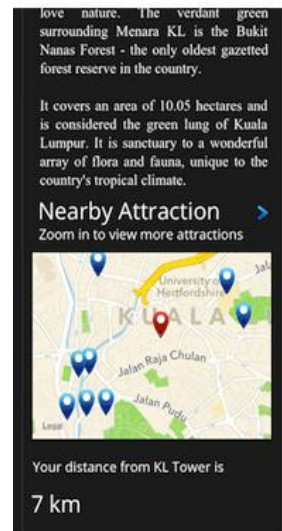 love nature. The verdant green
surrounding Menara KL is the Bukit
Nanas Forest - the only oldest gazetted
forest reserve in the country.
It covers an area of 10.05 hectares and
is considered the green lung of Kuala
Lumpur. It is sanctuary to a wonderful
array of flora and fauna, unique to the
country's tropical climate.
Nearby Attraction
Zoom in to view more attractions
University of
Hertfordshire
Jal
KUALA
Jalan Raja Chulan
Jalan Pudu
Legal
Your distance from KL Tower is
7 km